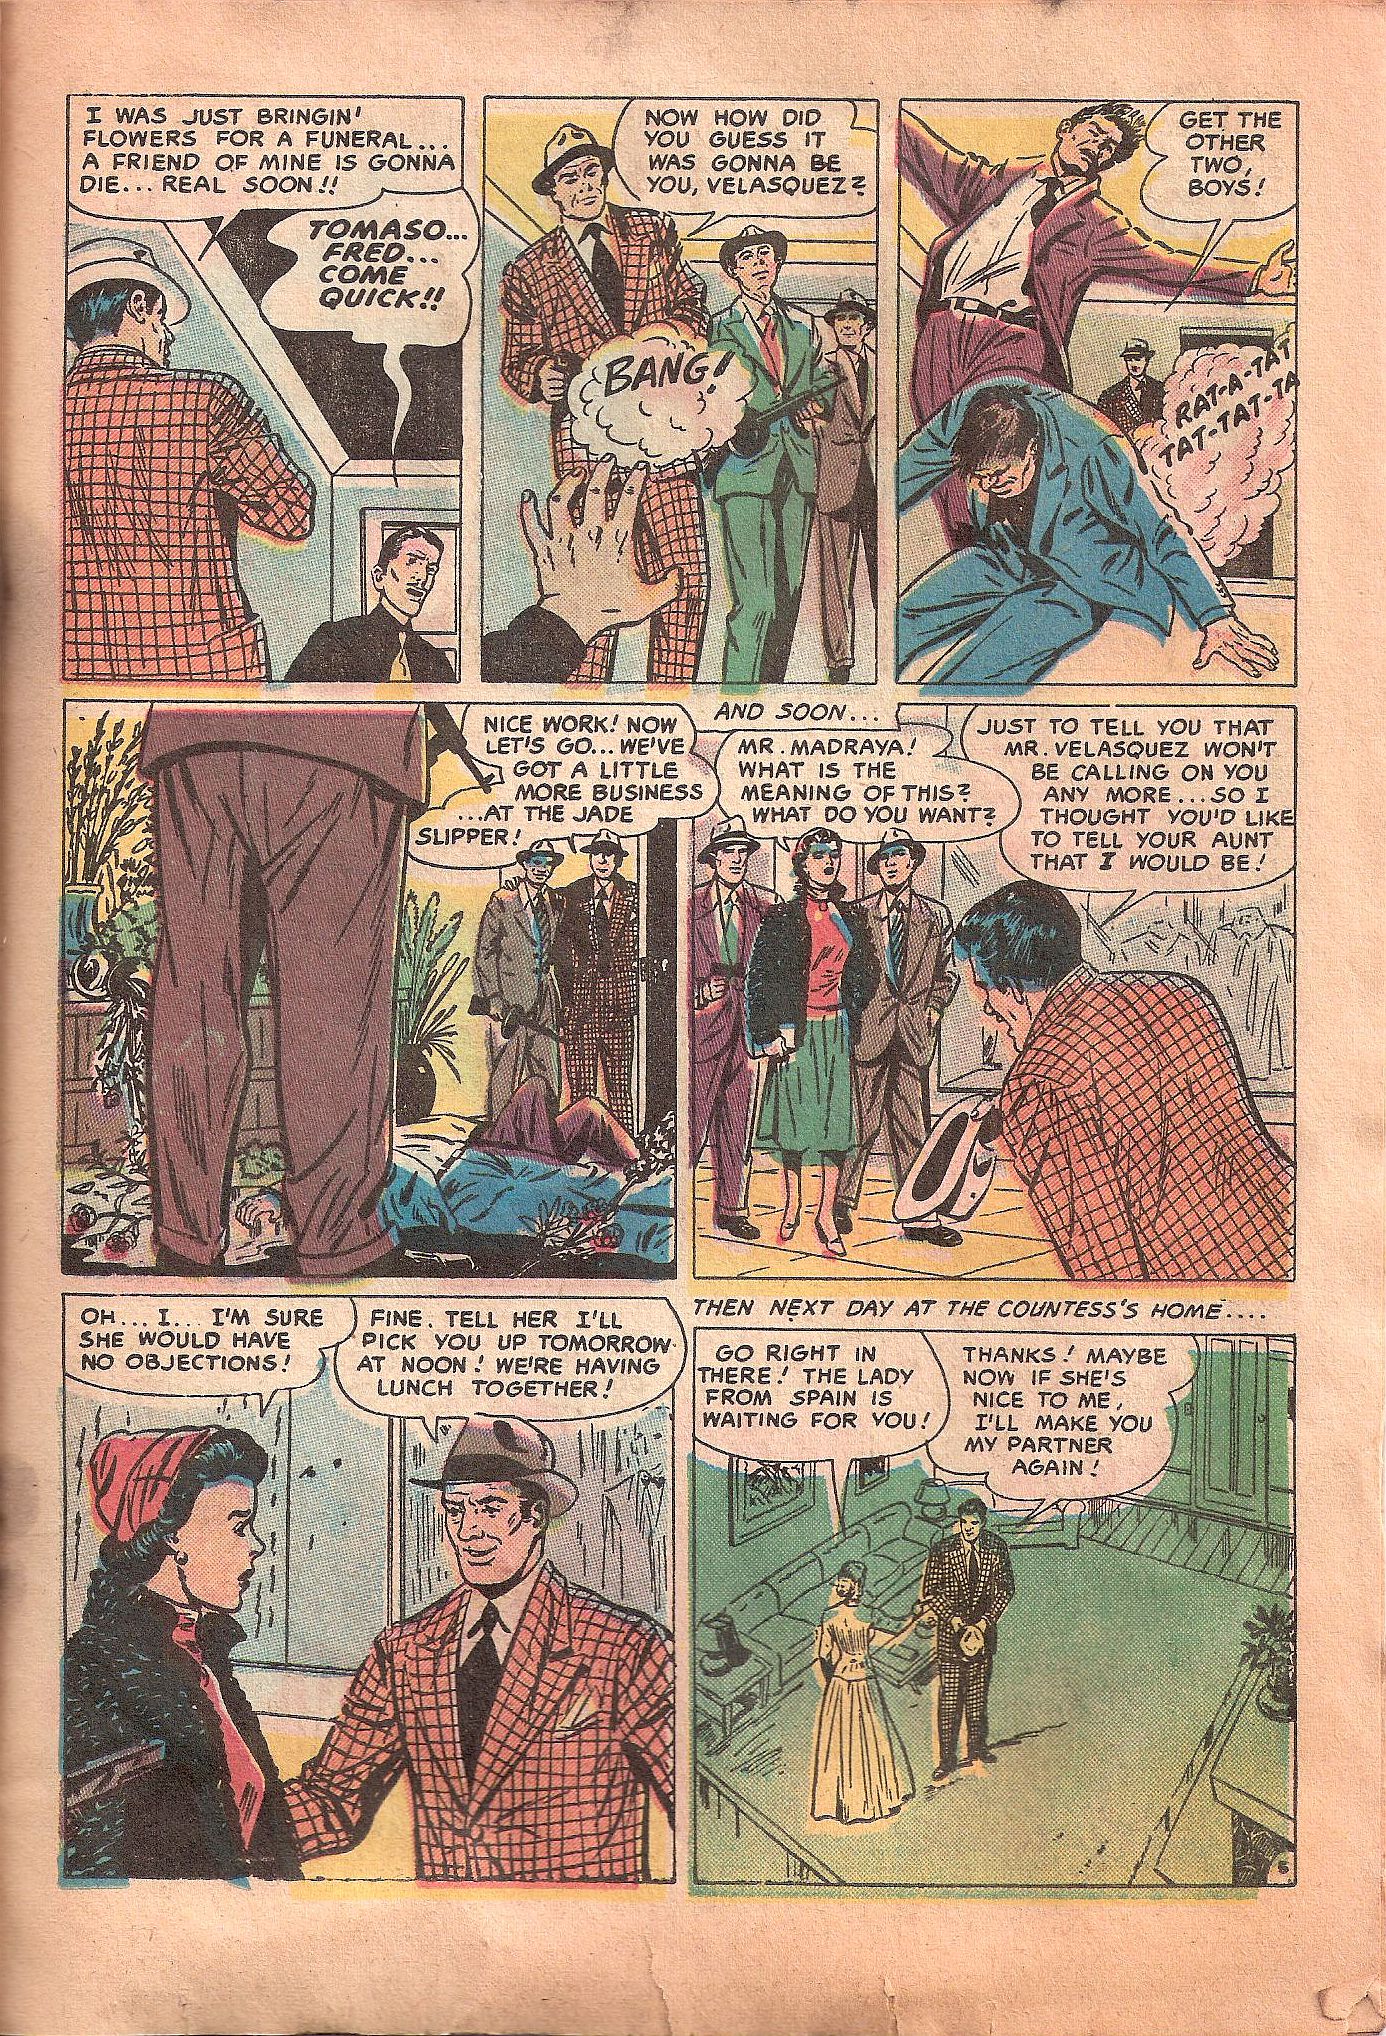 I WAS JUST BRINGIN'
FLOWERS FOR A FUNERAL...
A FRIEND OF MINE IS GONNA
DIE... REAL SOON!!
TOMASO...
FRED...
COME
QUICK!!
NOW HOW DID
YOU GUESS IT
WAS GONNA BE
YOU, VELASQUEZ?
BANG!
GET THE
OTHER
TWO,
BOYS!
RAT-A-TAT
TAT-TAT-TA
NICE WORK! NOW
LET'S GO... WE'VE
GOT A LITTLE
MORE BUSINESS
...AT THE JADE
SLIPPER!
AND SOON...
MR. MADRAYA!
WHAT IS THE
MEANING OF THIS?
WHAT DO YOU WANT?
JUST TO TELL YOU THAT
MR. VELASQUEZ WON'T
BE CALLING ON YOU
ANY MORE...SO I
THOUGHT YOU'D LIKE
TO TELL YOUR AUNT
THAT I WOULD BE!
OH... I... I'M SURE
SHE WOULD HAVE
NO OBJECTIONS!
FINE. TELL HER I'LL
PICK YOU UP TOMORROW
AT NOON! WE'RE HAVING
LUNCH TOGETHER!
THEN NEXT DAY AT THE COUNTESS'S HOME....
GO RIGHT IN
THERE! THE LADY
FROM SPAIN IS
WAITING FOR YOU!
THANKS! MAYBE
NOW IF SHE'S
NICE TO ME,
I'LL MAKE YOU
MY PARTNER
AGAIN!
5